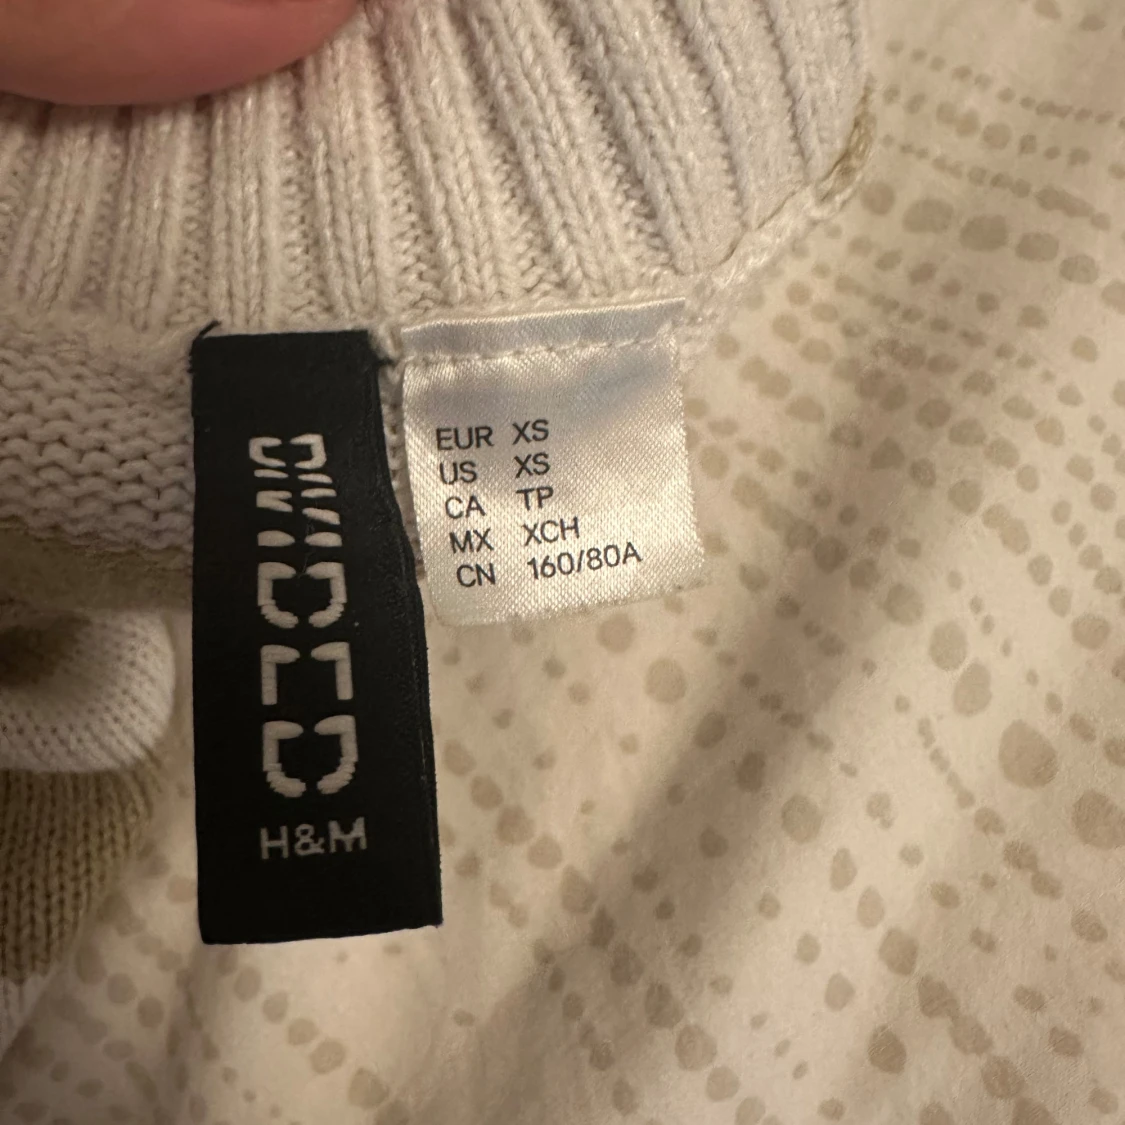 DIVIDED
H&M
EUR XS
US XS
CA TP
MX XCH
CN 160/80A